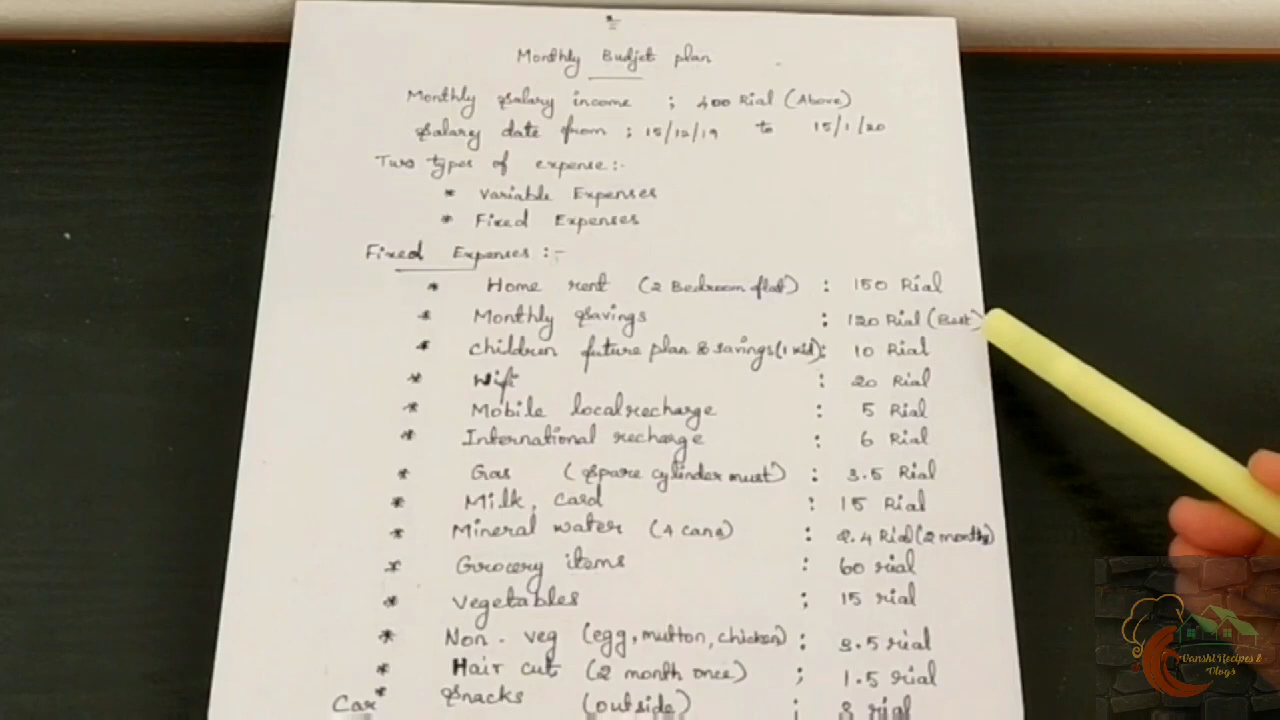 Monthly Budjet plan
Monthly salary income ; 400 Rial (Above)
Salary date from ; 15/12/19 to 15/1/20
Two types of expense:-
* Variable Expenses
* Fixed Expenses
Fixed Expenses :-
* Home rent (2 Bedroom flat) : 150 Rial
* Monthly savings : 120 Rial (Best)
* children future plan & savings (1 kid): 10 Rial
* Wifi : 20 Rial
* Mobile local recharge : 5 Rial
* International recharge : 6 Rial
* Gas (spare cylinder must) : 3.5 Rial
* Milk, card : 15 Rial
* Mineral water (4 cans) : 2.4 Rial (2 months)
* Grocery items : 60 rial
* vegetables ; 15 rial
* Non-veg (egg, mutton, chicken) : 3.5 rial
* Hair cut (2 month once) ; 1.5 rial
Car * Snacks (outside) ; 8 rial
Vanshi Recipes &
Vlogs